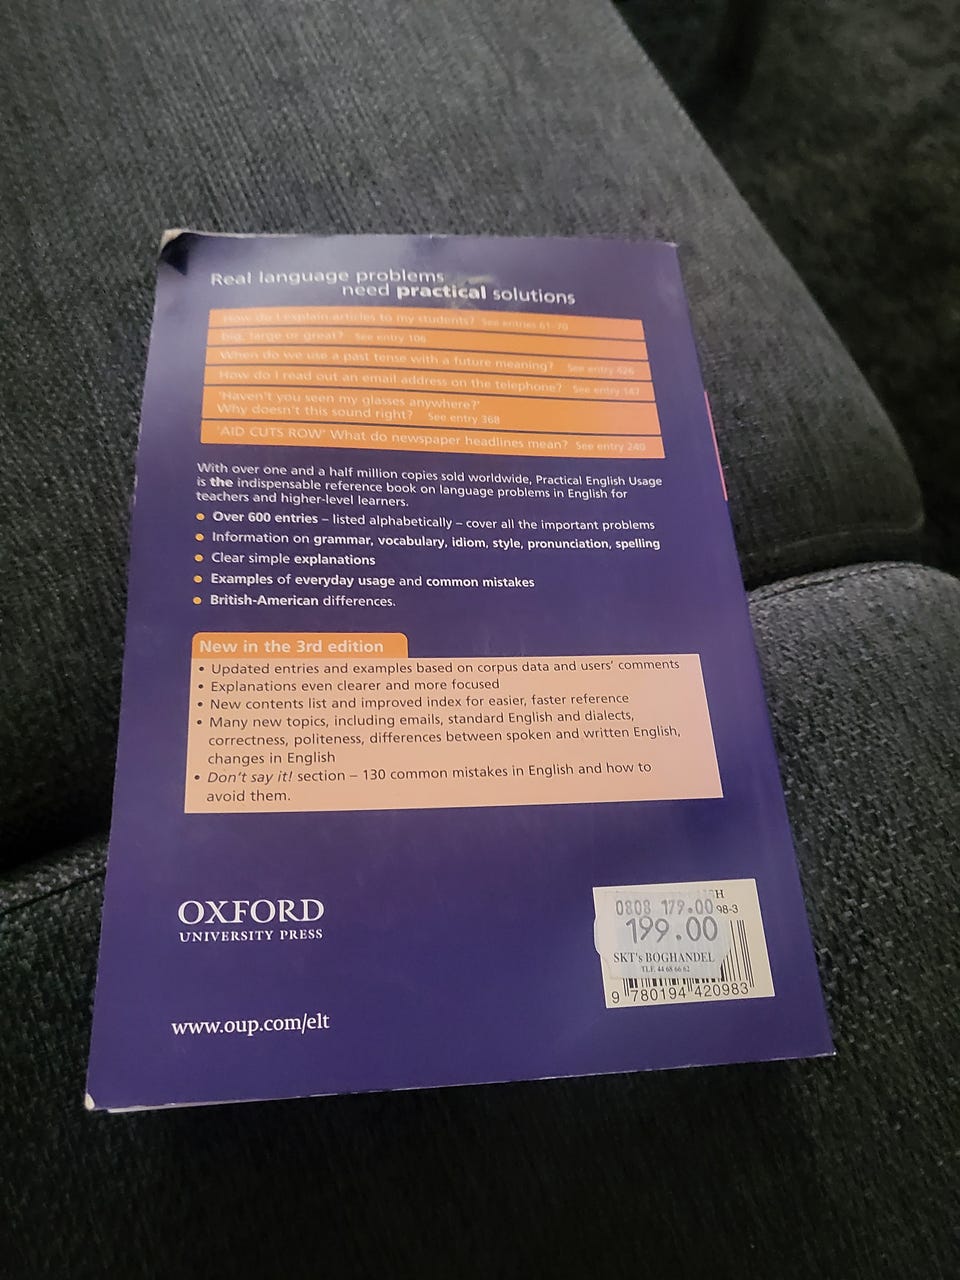 Real language problems
need practical solutions
How do I explain articles to my students? See entries 61–70
big, large or great? See entry 106
When do we use a past tense with a future meaning? See entry 426
How do I read out an email address on the telephone? See entry 147
'Haven't you seen my glasses anywhere?'
Why doesn't this sound right? See entry 368
'AID CUTS ROW' What do newspaper headlines mean? See entry 240
With over one and a half million copies sold worldwide, Practical English Usage
is the indispensable reference book on language problems in English for
teachers and higher-level learners.
• Over 600 entries – listed alphabetically – cover all the important problems
• Information on grammar, vocabulary, idiom, style, pronunciation, spelling
• Clear simple explanations
• Examples of everyday usage and common mistakes
• British-American differences.
New in the 3rd edition
• Updated entries and examples based on corpus data and users' comments
• Explanations even clearer and more focused
• New contents list and improved index for easier, faster reference
• Many new topics, including emails, standard English and dialects,
correctness, politeness, differences between spoken and written English,
changes in English
• Don't say it! section – 130 common mistakes in English and how to
avoid them.
OXFORD
UNIVERSITY PRESS
www.oup.com/elt
SH
0808 179.00 98-3
199.00
SKT's BOGHANDEL
TLF. 44 68 66 62
9 780194 420983